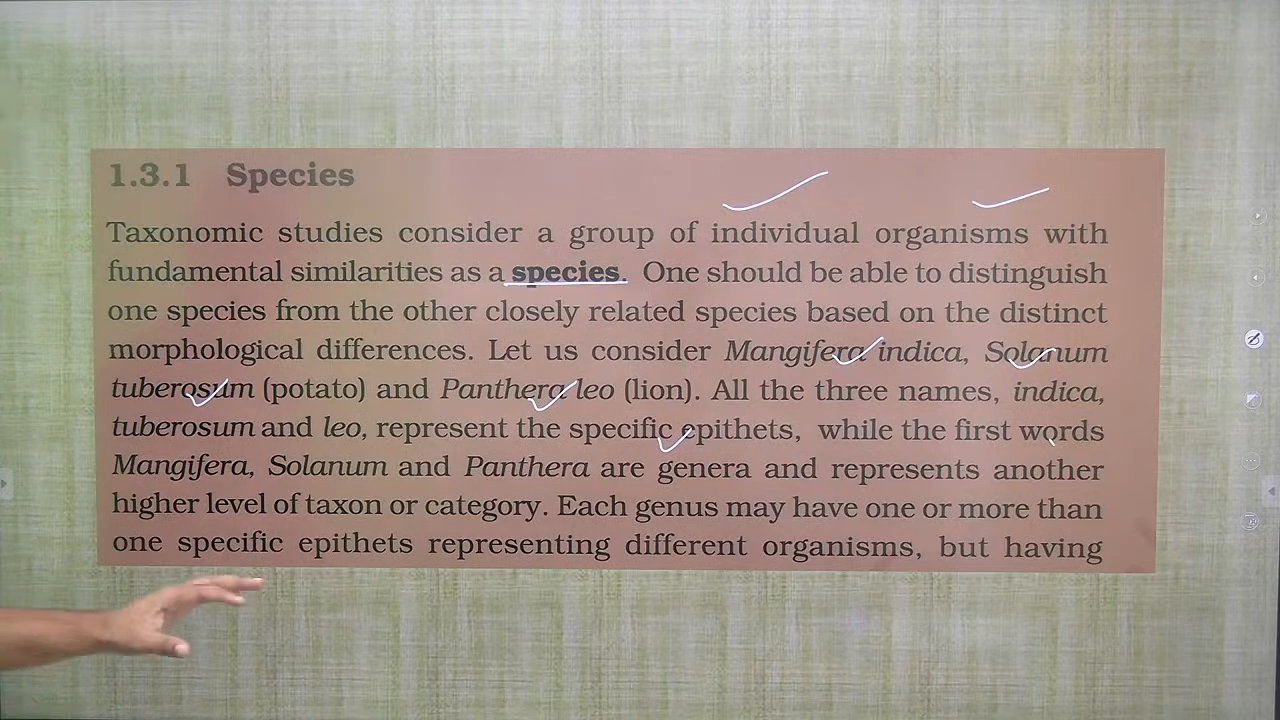 1.3.1 Species
Taxonomic studies consider a group of individual organisms with
fundamental similarities as a species. One should be able to distinguish
one species from the other closely related species based on the distinct
morphological differences. Let us consider Mangifera indica, Solanum
tuberosum (potato) and Panthera leo (lion). All the three names, indica,
tuberosum and leo, represent the specific epithets, while the first words
Mangifera, Solanum and Panthera are genera and represents another
higher level of taxon or category. Each genus may have one or more than
one specific epithets representing different organisms, but having